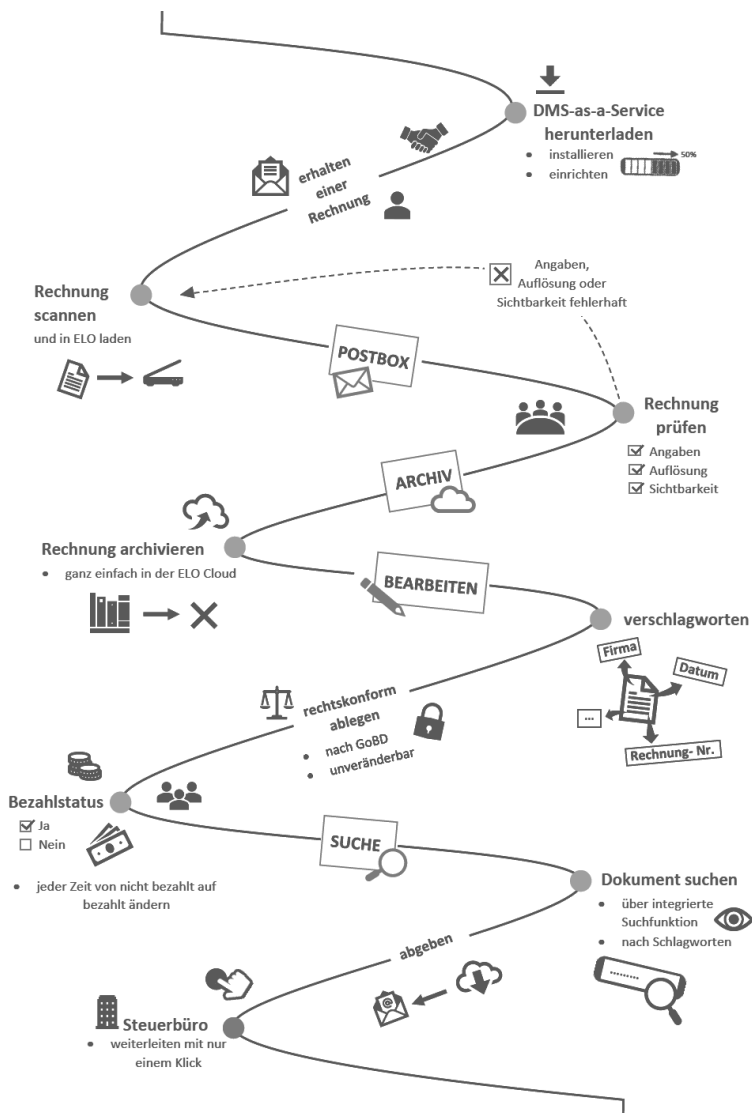 DMS-as-a-Service
herunterladen
• installieren
• einrichten
50%
erhalten
einer
Rechnung
Angaben,
Auflösung oder
Sichtbarkeit fehlerhaft
Rechnung
scannen
und in ELO laden
POSTBOX
Rechnung
prüfen
Angaben
Auflösung
Sichtbarkeit
ARCHIV
Rechnung archivieren
• ganz einfach in der ELO Cloud
BEARBEITEN
verschlagworten
Firma
Datum
...
Rechnung- Nr.
rechtskonform
ablegen
• nach GoBD
• unveränderbar
Bezahlstatus
Ja
Nein
• jeder Zeit von nicht bezahlt auf
bezahlt ändern
SUCHE
Dokument suchen
• über integrierte
Suchfunktion
• nach Schlagworten
abgeben
@
Steuerbüro
• weiterleiten mit nur
einem Klick